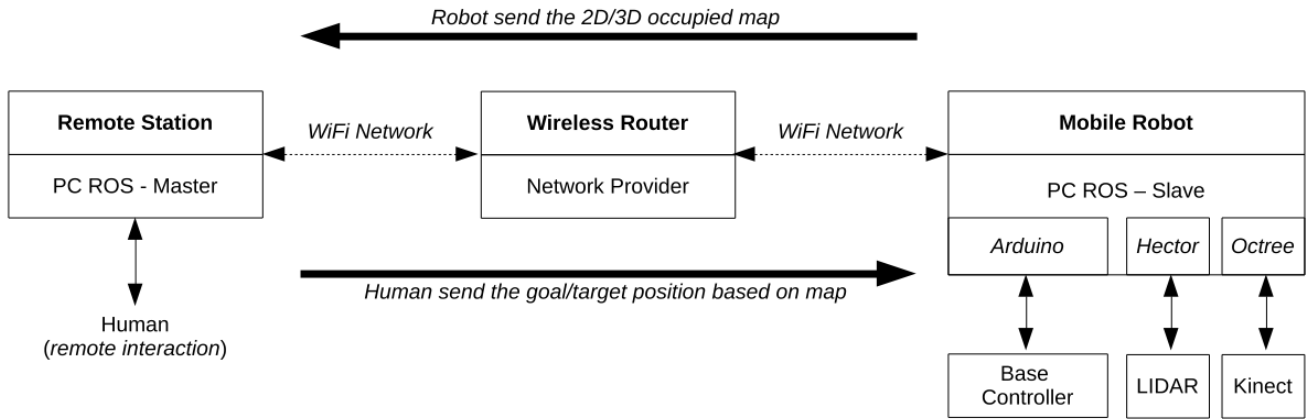 Robot send the 2D/3D occupied map
Remote Station
WiFi Network
Wireless Router
WiFi Network
Mobile Robot
PC ROS - Master
Network Provider
PC ROS – Slave
Arduino
Hector
Octree
Human send the goal/target position based on map
Human
(remote interaction)
Base
Controller
LIDAR
Kinect